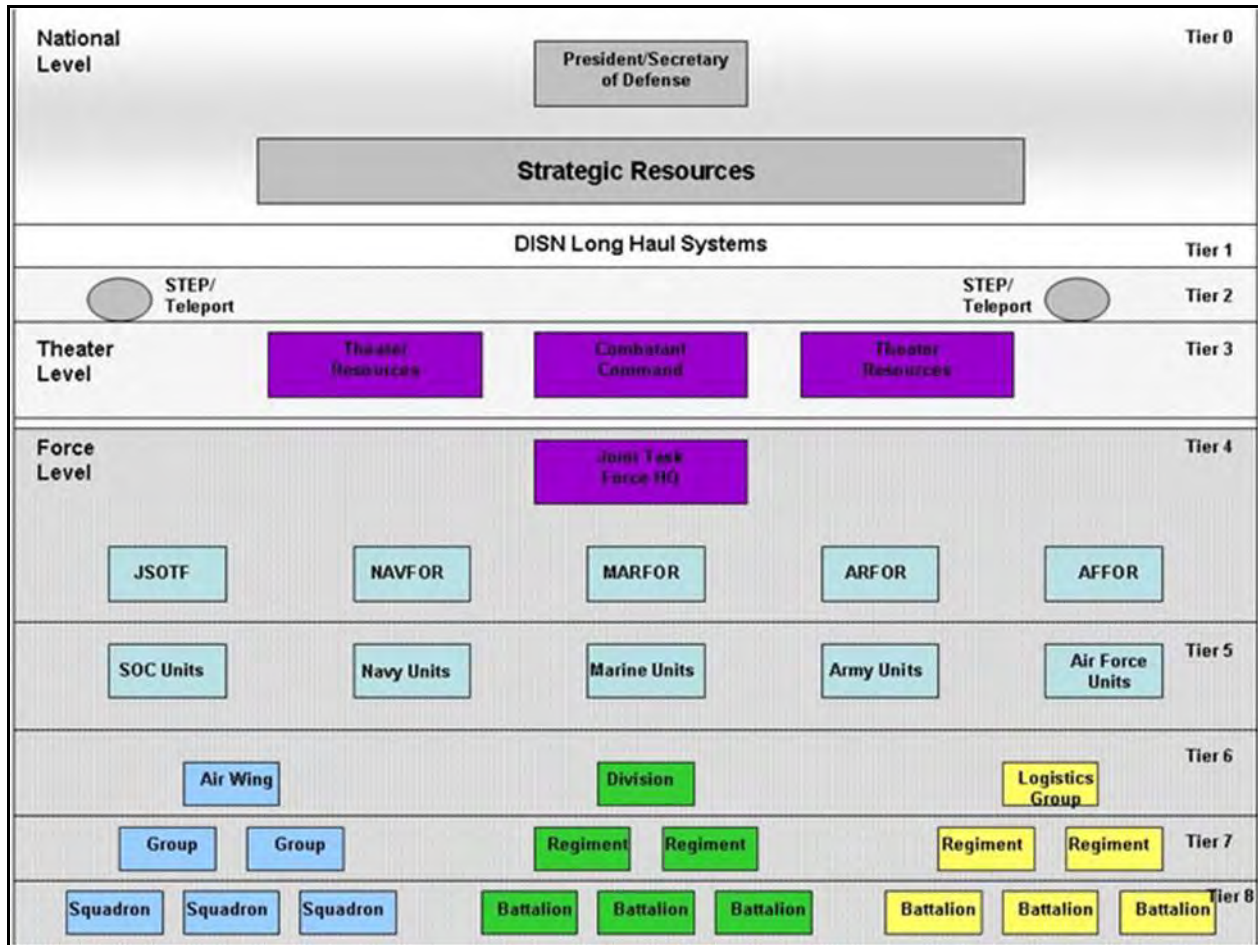 National
Level
Tier 0
President/Secretary
of Defense
Strategic Resources
DISN Long Haul Systems
Tier 1
STEP/
Teleport
STEP/
Teleport
Tier 2
Theater
Level
Theater
Resources
Combatant
Command
Theater
Resources
Tier 3
Force
Level
Joint Task
Force HQ
Tier 4
JSOTF
NAVFOR
MARFOR
ARFOR
AFFOR
SOC Units
Navy Units
Marine Units
Army Units
Air Force
Units
Tier 5
Air Wing
Division
Logistics
Group
Tier 6
Group
Group
Regiment
Regiment
Regiment
Regiment
Tier 7
Squadron
Squadron
Squadron
Battalion
Battalion
Battalion
Battalion
Battalion
Battalion
Tier 8